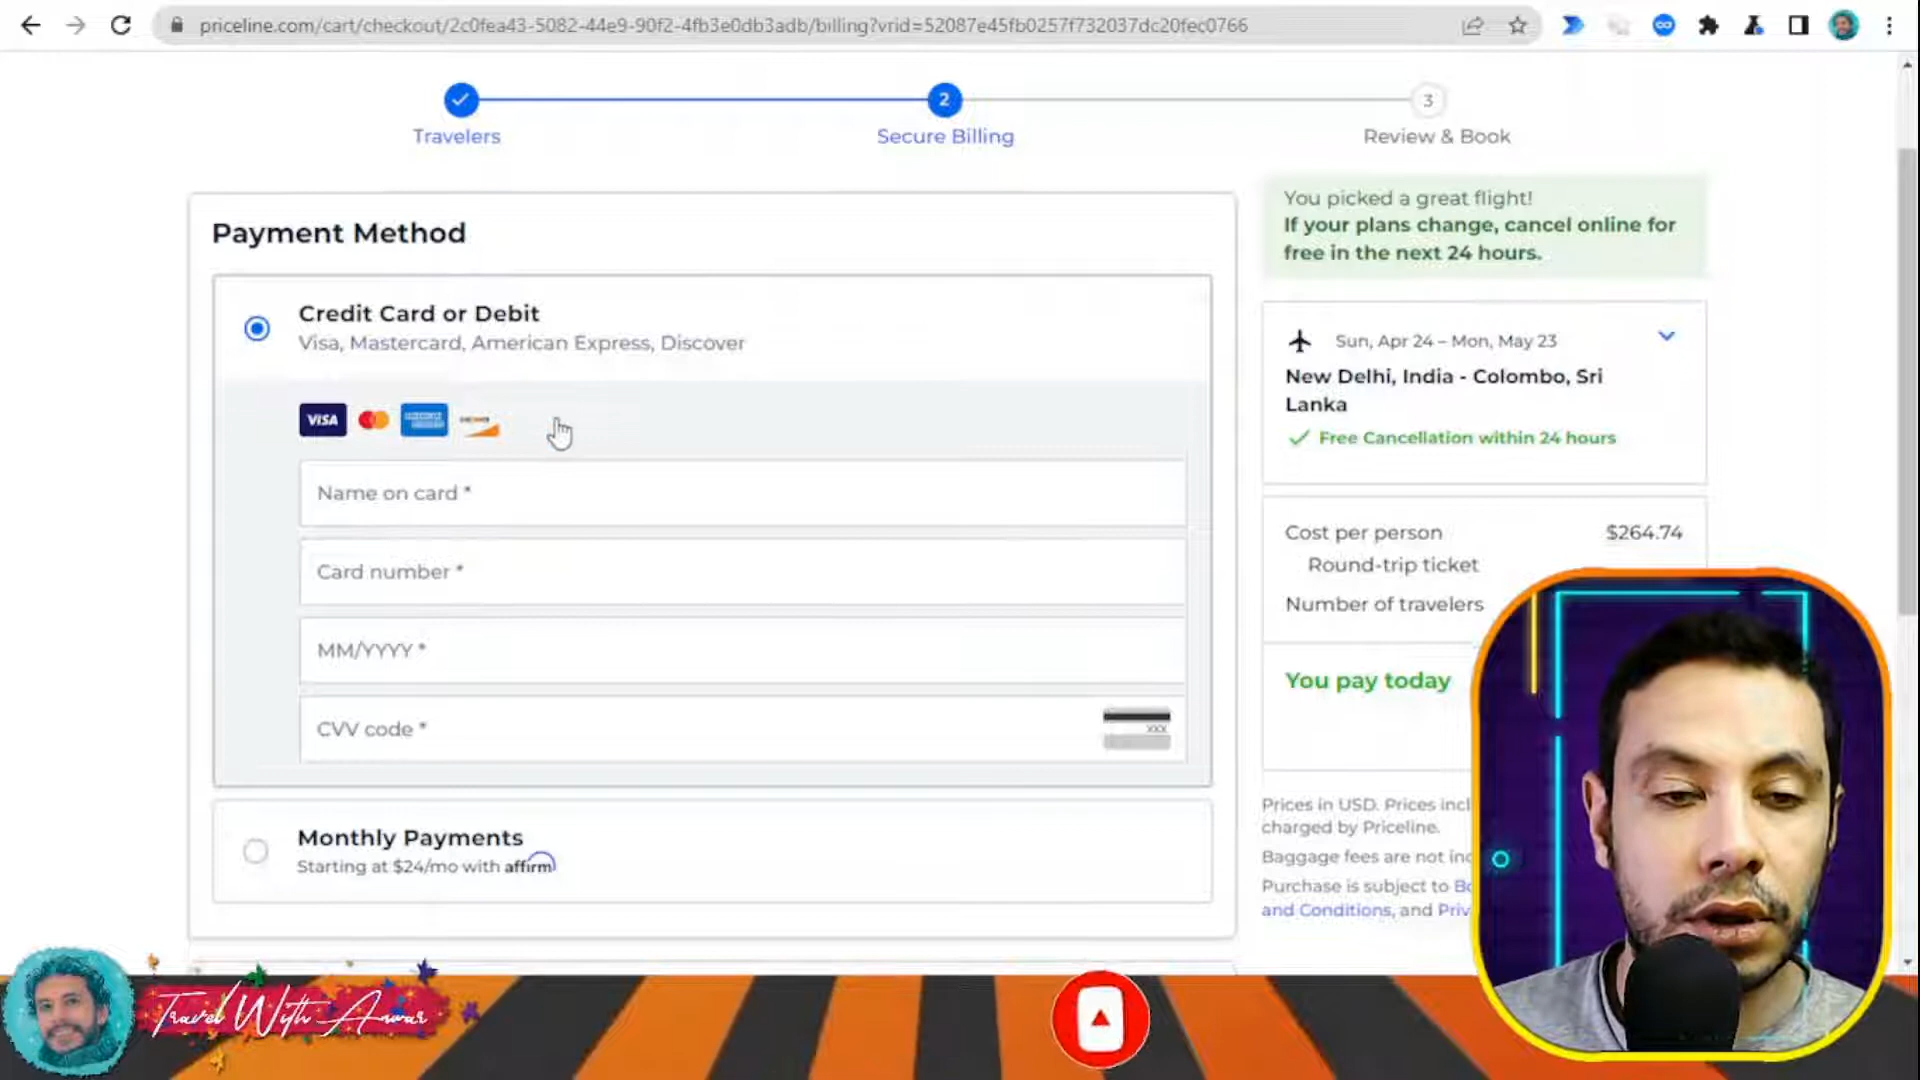 priceline.com/cart/checkout/2c0fea43-5082-44e9-90f2-4fb3e0db3adb/billing?vrid=52087e45fb0257f732037dc20fec0766
2
3
Travelers
Secure Billing
Review & Book
Payment Method
Credit Card or Debit
Visa, Mastercard, American Express, Discover
VISA
Name on card *
Card number *
MM/YYYY *
CVV code *
XXX
Monthly Payments
Starting at $24/mo with affirm
You picked a great flight!
If your plans change, cancel online for
free in the next 24 hours.
Sun, Apr 24 – Mon, May 23
New Delhi, India - Colombo, Sri
Lanka
Free Cancellation within 24 hours
Cost per person $264.74
Round-trip ticket
Number of travelers
You pay today
Prices in USD. Prices incl
charged by Priceline.
Baggage fees are not inc
Purchase is subject to Bo
and Conditions, and Priv
Travel With Anwar